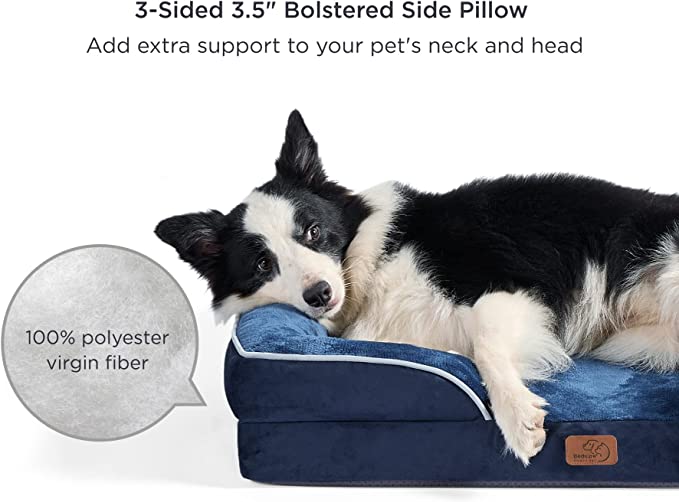 3-Sided 3.5" Bolstered Side Pillow
Add extra support to your pet's neck and head
100% polyester
virgin fiber
Bedsure